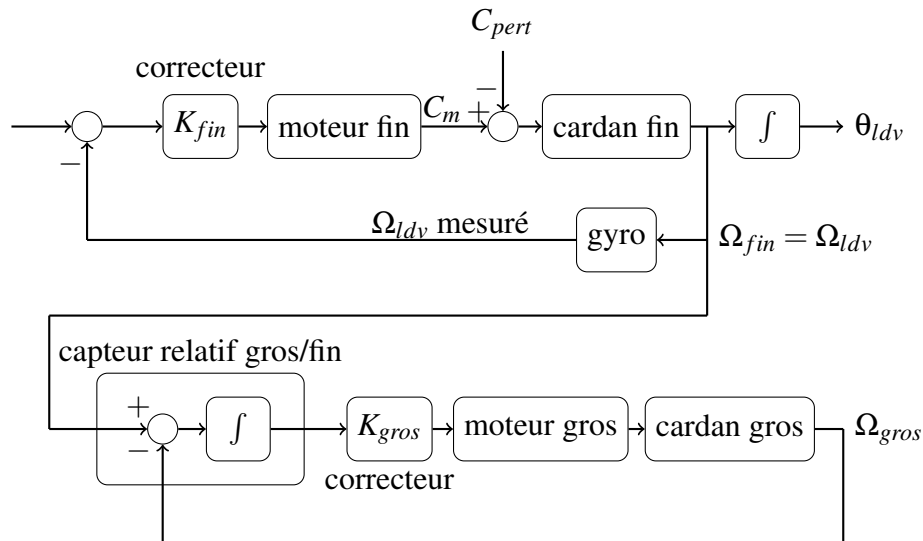 C_pert
correcteur
−
K_fin
moteur fin
C_m
+
cardan fin
∫
θ_ldv
−
Ω_ldv mesuré
gyro
Ω_fin = Ω_ldv
capteur relatif gros/fin
+
−
∫
K_gros
moteur gros
cardan gros
Ω_gros
correcteur